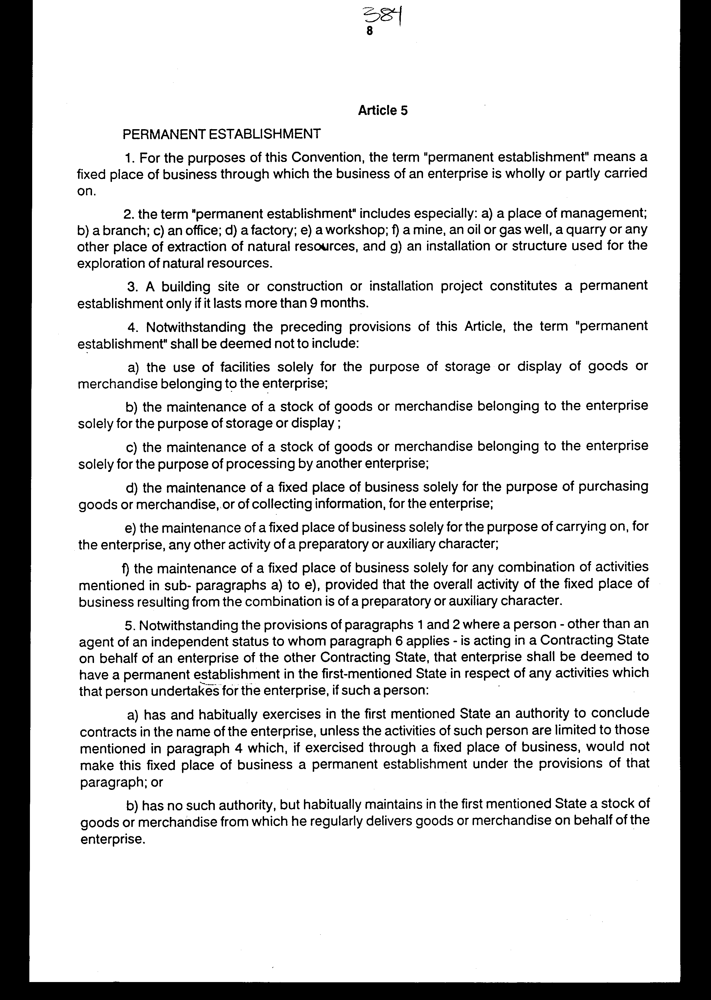 384
8
Article 5
PERMANENT ESTABLISHMENT
1. For the purposes of this Convention, the term "permanent establishment" means a
fixed place of business through which the business of an enterprise is wholly or partly carried
on.
2. the term "permanent establishment" includes especially: a) a place of management;
b) a branch; c) an office; d) a factory; e) a workshop; f) a mine, an oil or gas well, a quarry or any
other place of extraction of natural resources, and g) an installation or structure used for the
exploration of natural resources.
3. A building site or construction or installation project constitutes a permanent
establishment only if it lasts more than 9 months.
4. Notwithstanding the preceding provisions of this Article, the term "permanent
establishment" shall be deemed not to include:
a) the use of facilities solely for the purpose of storage or display of goods or
merchandise belonging to the enterprise;
b) the maintenance of a stock of goods or merchandise belonging to the enterprise
solely for the purpose of storage or display ;
c) the maintenance of a stock of goods or merchandise belonging to the enterprise
solely for the purpose of processing by another enterprise;
d) the maintenance of a fixed place of business solely for the purpose of purchasing
goods or merchandise, or of collecting information, for the enterprise;
e) the maintenance of a fixed place of business solely for the purpose of carrying on, for
the enterprise, any other activity of a preparatory or auxiliary character;
f) the maintenance of a fixed place of business solely for any combination of activities
mentioned in sub- paragraphs a) to e), provided that the overall activity of the fixed place of
business resulting from the combination is of a preparatory or auxiliary character.
5. Notwithstanding the provisions of paragraphs 1 and 2 where a person - other than an
agent of an independent status to whom paragraph 6 applies - is acting in a Contracting State
on behalf of an enterprise of the other Contracting State, that enterprise shall be deemed to
have a permanent establishment in the first-mentioned State in respect of any activities which
that person undertakes for the enterprise, if such a person:
a) has and habitually exercises in the first mentioned State an authority to conclude
contracts in the name of the enterprise, unless the activities of such person are limited to those
mentioned in paragraph 4 which, if exercised through a fixed place of business, would not
make this fixed place of business a permanent establishment under the provisions of that
paragraph; or
b) has no such authority, but habitually maintains in the first mentioned State a stock of
goods or merchandise from which he regularly delivers goods or merchandise on behalf of the
enterprise.